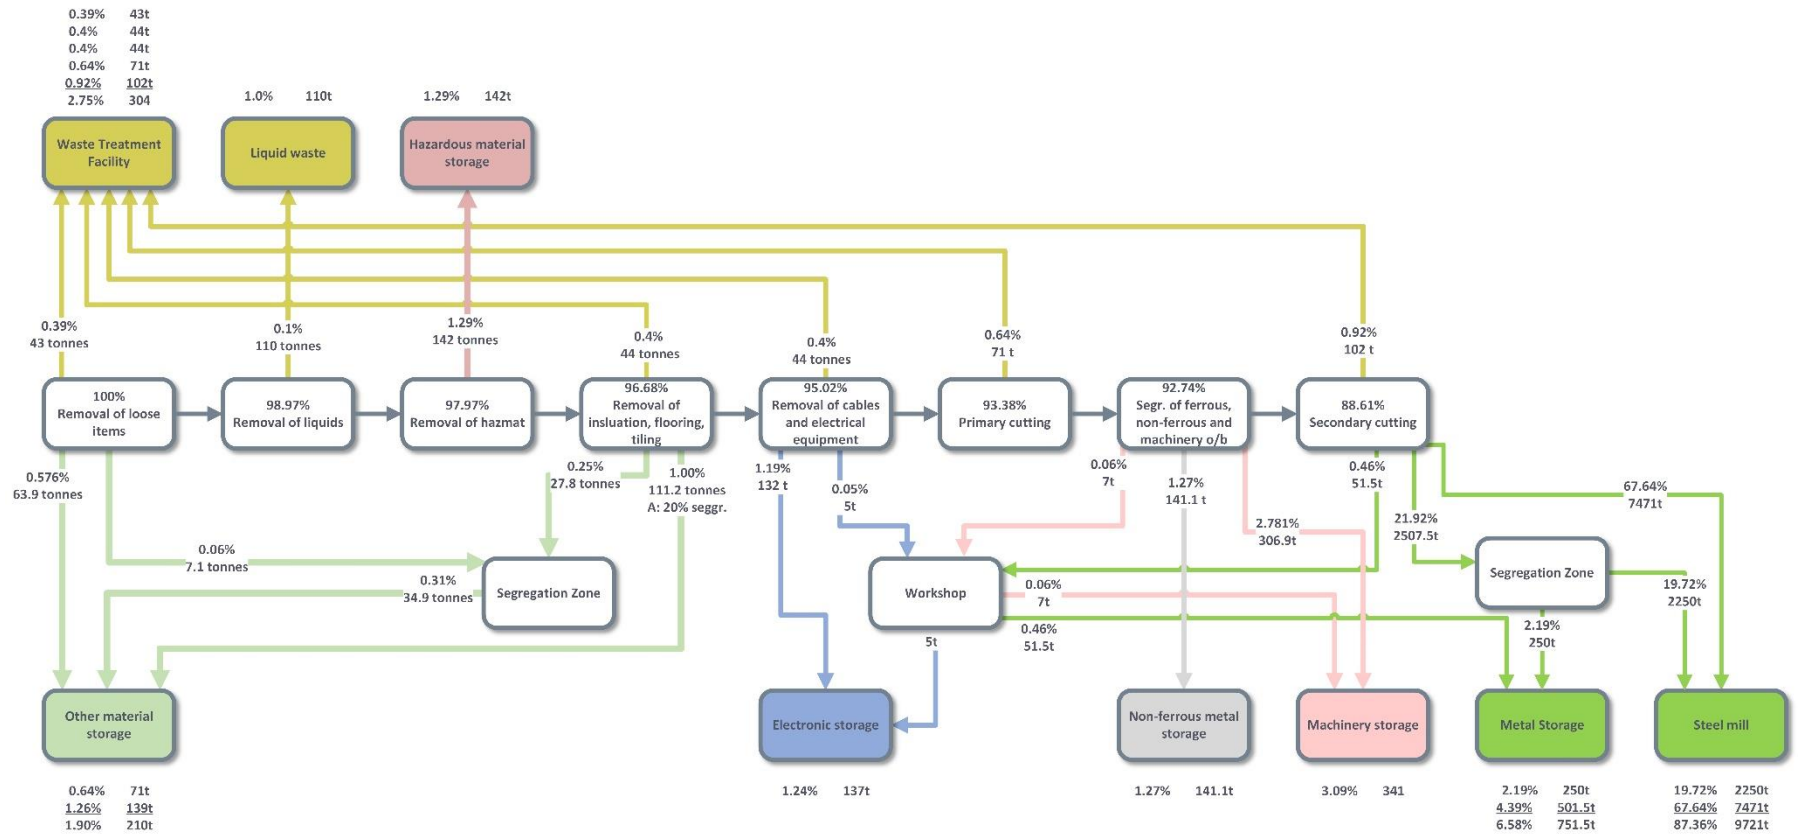 0.39% 43t
0.4% 44t
0.4% 44t
0.64% 71t
0.92% 102t
2.75% 304
1.0% 110t
1.29% 142t
Waste Treatment
Facility
Liquid waste
Hazardous material
storage
0.39%
43 tonnes
0.1%
110 tonnes
1.29%
142 tonnes
0.4%
44 tonnes
0.4%
44 tonnes
0.64%
71 t
0.92%
102 t
100%
Removal of loose
items
98.97%
Removal of liquids
97.97%
Removal of hazmat
96.68%
Removal of
insluation, flooring,
tiling
95.02%
Removal of cables
and electrical
equipment
93.38%
Primary cutting
92.74%
Segr. of ferrous,
non-ferrous and
machinery o/b
88.61%
Secondary cutting
0.576%
63.9 tonnes
0.25%
27.8 tonnes
1.00%
111.2 tonnes
A: 20% seggr.
1.19%
132 t
0.05%
5t
0.06%
7t
1.27%
141.1 t
2.781%
306.9t
0.46%
51.5t
21.92%
2507.5t
67.64%
7471t
0.06%
7.1 tonnes
0.31%
34.9 tonnes
Segregation Zone
Workshop
0.06%
7t
0.46%
51.5t
5t
Segregation Zone
19.72%
2250t
2.19%
250t
Other material
storage
Electronic storage
Non-ferrous metal
storage
Machinery storage
Metal Storage
Steel mill
0.64% 71t
1.26% 139t
1.90% 210t
1.24% 137t
1.27% 141.1t
3.09% 341
2.19% 250t
4.39% 501.5t
6.58% 751.5t
19.72% 2250t
67.64% 7471t
87.36% 9721t